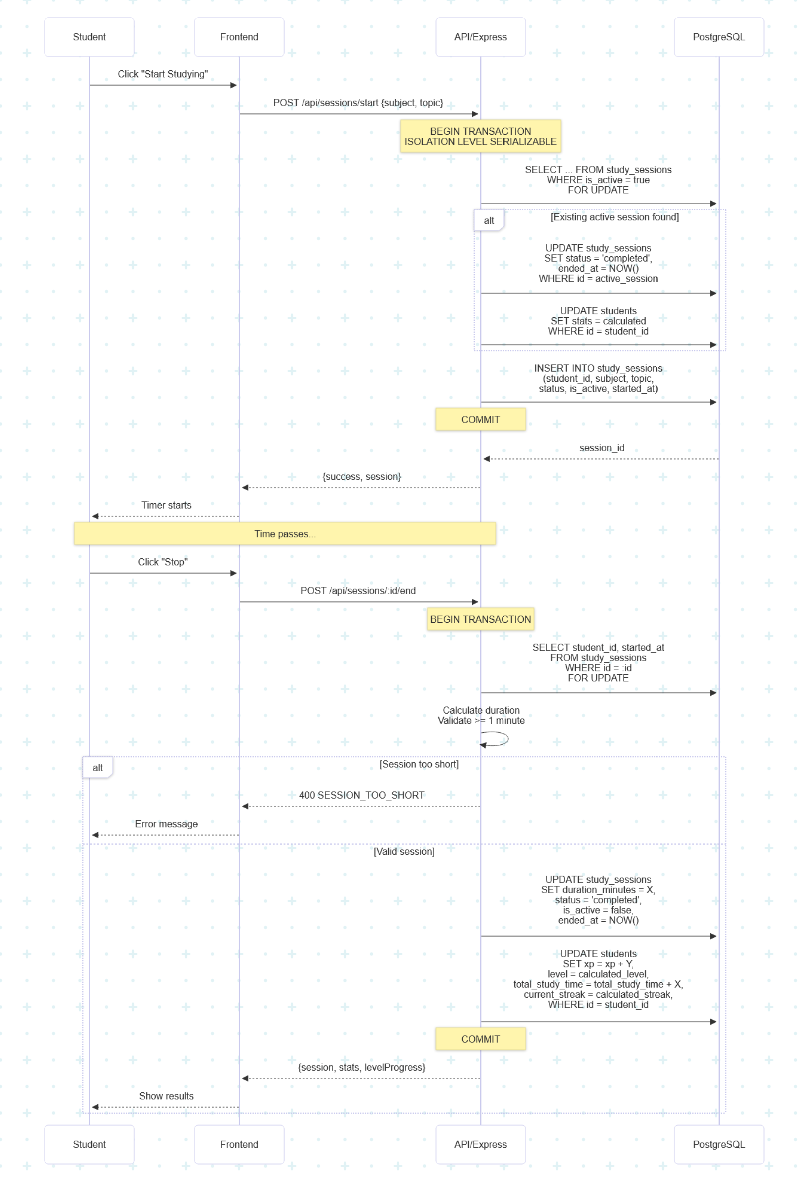 Student
Frontend
API/Express
PostgreSQL
Click "Start Studying"
POST /api/sessions/start {subject, topic}
BEGIN TRANSACTION
ISOLATION LEVEL SERIALIZABLE
SELECT ... FROM study_sessions
WHERE is_active = true
FOR UPDATE
alt
[Existing active session found]
UPDATE study_sessions
SET status = 'completed',
ended_at = NOW()
WHERE id = active_session
UPDATE students
SET stats = calculated
WHERE id = student_id
INSERT INTO study_sessions
(student_id, subject, topic,
status, is_active, started_at)
COMMIT
session_id
{success, session}
Timer starts
Time passes...
Click "Stop"
POST /api/sessions/:id/end
BEGIN TRANSACTION
SELECT student_id, started_at
FROM study_sessions
WHERE id = :id
FOR UPDATE
Calculate duration
Validate >= 1 minute
alt
[Session too short]
400 SESSION_TOO_SHORT
Error message
[Valid session]
UPDATE study_sessions
SET duration_minutes = X,
status = 'completed',
is_active = false,
ended_at = NOW()
UPDATE students
SET xp = xp + Y,
level = calculated_level,
total_study_time = total_study_time + X,
current_streak = calculated_streak,
WHERE id = student_id
COMMIT
{session, stats, levelProgress}
Show results
Student
Frontend
API/Express
PostgreSQL